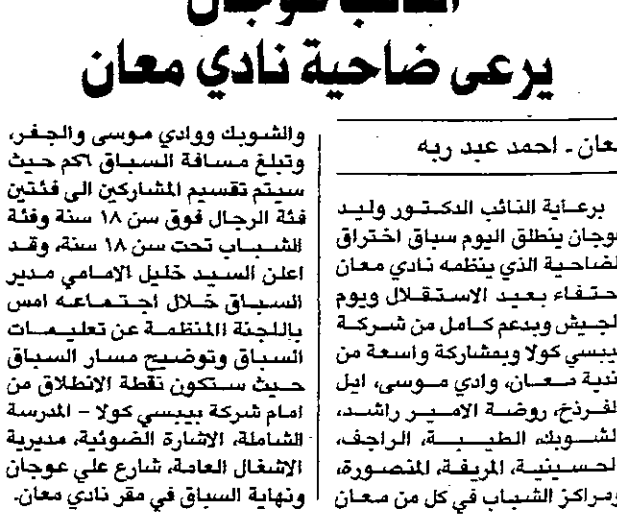 النائب عوجان
يرعى ضاحية نادي معان
معان - احمد عبد ربه
برعاية النائب الدكتور وليد
عوجان ينطلق اليوم سباق اختراق
الضاحية الذي ينظمه نادي معان
احتفاء بعيد الاستقلال ويوم
الجيش وبدعم كامل من شركة
بيبسي كولا وبمشاركة واسعة من
اندية معان، وادي موسى، ايل
الفرذخ، روضة الامير راشد،
الشوبك، الطيبة، الراجف،
الحسينية، المريفة، المنصورة،
ومراكز الشباب في كل من معان
والشوبك ووادي موسى والجفر،
وتبلغ مسافة السباق ٦كم حيث
سيتم تقسيم المشاركين الى فئتين
فئة الرجال فوق سن ١٨ سنة وفئة
الشباب تحت سن ١٨ سنة، وقد
اعلن السيد خليل الامامي مدير
السباق خلال اجتماعه امس
باللجنة المنظمة عن تعليمات
السباق وتوضيح مسار السباق
حيث ستكون نقطة الانطلاق من
امام شركة بيبسي كولا - المدرسة
الشاملة، الاشارة الضوئية، مديرية
الاشغال العامة، شارع علي عوجان
ونهاية السباق في مقر نادي معان.